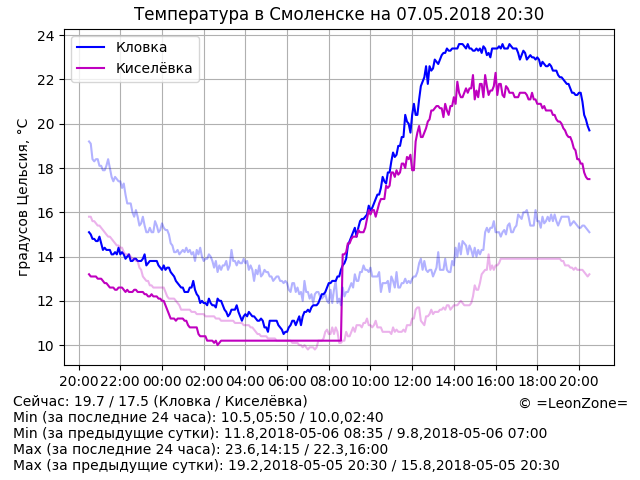 Температура в Смоленске на 07.05.2018 20:30
24
22
20
18
16
14
12
10
градусов Цельсия, °C
Кловка
Киселёвка
20:00 22:00 00:00 02:00 04:00 06:00 08:00 10:00 12:00 14:00 16:00 18:00 20:00
Сейчас: 19.7 / 17.5 (Кловка / Киселёвка)
© =LeonZone=
Min (за последние 24 часа): 10.5,05:50 / 10.0,02:40
Min (за предыдущие сутки): 11.8,2018-05-06 08:35 / 9.8,2018-05-06 07:00
Max (за последние 24 часа): 23.6,14:15 / 22.3,16:00
Max (за предыдущие сутки): 19.2,2018-05-05 20:30 / 15.8,2018-05-05 20:30